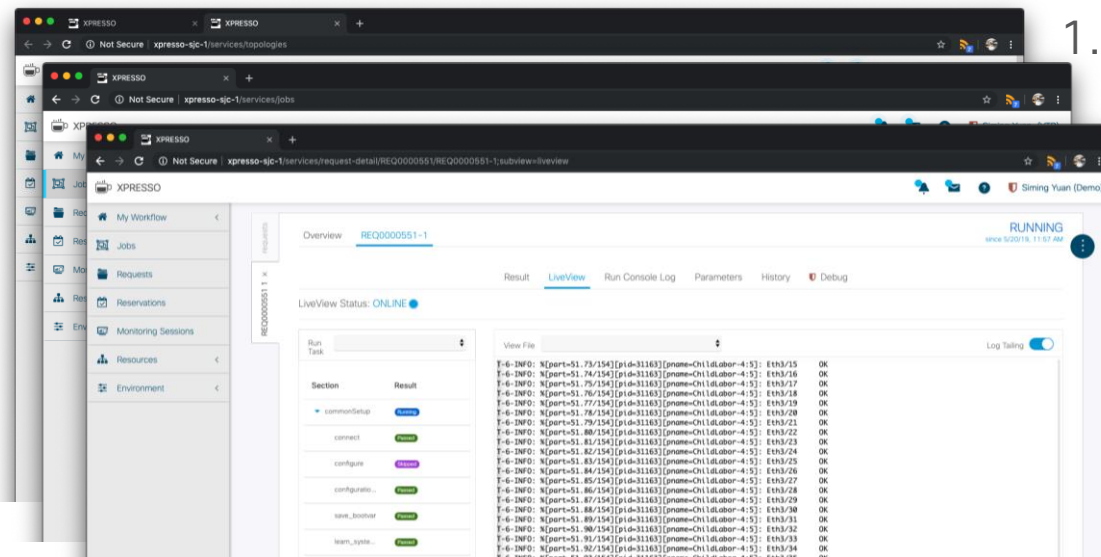 1.
XPRESSO
XPRESSO
Not Secure | xpresso-sjc-1/services/topologies
XPRESSO
Not Secure | xpresso-sjc-1/services/jobs
XPRESSO
Not Secure | xpresso-sjc-1/services/request-detail/REQ0000551/REQ0000551-1;subview=liveview
XPRESSO
Siming Yuan (Demo)
My Workflow
Jobs
Requests
Reservations
Monitoring Sessions
Resources
Environment
requests
REQ0000551 1 ×
Overview REQ0000551-1
RUNNING
since 5/20/19, 11:57 AM
Result LiveView Run Console Log Parameters History Debug
LiveView Status: ONLINE
Run Task
Section Result
commonSetup Running
connect Passed
configure Skipped
configuratio... Passed
save_bootvar Passed
learn_syste... Passed
View File
Log Tailing
T-6-INFO: %[part=51.73/154][pid=31163][pname=ChildLabor-4:5]: Eth3/15 OK
T-6-INFO: %[part=51.74/154][pid=31163][pname=ChildLabor-4:5]: Eth3/16 OK
T-6-INFO: %[part=51.75/154][pid=31163][pname=ChildLabor-4:5]: Eth3/17 OK
T-6-INFO: %[part=51.76/154][pid=31163][pname=ChildLabor-4:5]: Eth3/18 OK
T-6-INFO: %[part=51.77/154][pid=31163][pname=ChildLabor-4:5]: Eth3/19 OK
T-6-INFO: %[part=51.78/154][pid=31163][pname=ChildLabor-4:5]: Eth3/20 OK
T-6-INFO: %[part=51.79/154][pid=31163][pname=ChildLabor-4:5]: Eth3/21 OK
T-6-INFO: %[part=51.80/154][pid=31163][pname=ChildLabor-4:5]: Eth3/22 OK
T-6-INFO: %[part=51.81/154][pid=31163][pname=ChildLabor-4:5]: Eth3/23 OK
T-6-INFO: %[part=51.82/154][pid=31163][pname=ChildLabor-4:5]: Eth3/24 OK
T-6-INFO: %[part=51.83/154][pid=31163][pname=ChildLabor-4:5]: Eth3/25 OK
T-6-INFO: %[part=51.84/154][pid=31163][pname=ChildLabor-4:5]: Eth3/26 OK
T-6-INFO: %[part=51.85/154][pid=31163][pname=ChildLabor-4:5]: Eth3/27 OK
T-6-INFO: %[part=51.86/154][pid=31163][pname=ChildLabor-4:5]: Eth3/28 OK
T-6-INFO: %[part=51.87/154][pid=31163][pname=ChildLabor-4:5]: Eth3/29 OK
T-6-INFO: %[part=51.88/154][pid=31163][pname=ChildLabor-4:5]: Eth3/30 OK
T-6-INFO: %[part=51.89/154][pid=31163][pname=ChildLabor-4:5]: Eth3/31 OK
T-6-INFO: %[part=51.90/154][pid=31163][pname=ChildLabor-4:5]: Eth3/32 OK
T-6-INFO: %[part=51.91/154][pid=31163][pname=ChildLabor-4:5]: Eth3/33 OK
T-6-INFO: %[part=51.92/154][pid=31163][pname=ChildLabor-4:5]: Eth3/34 OK